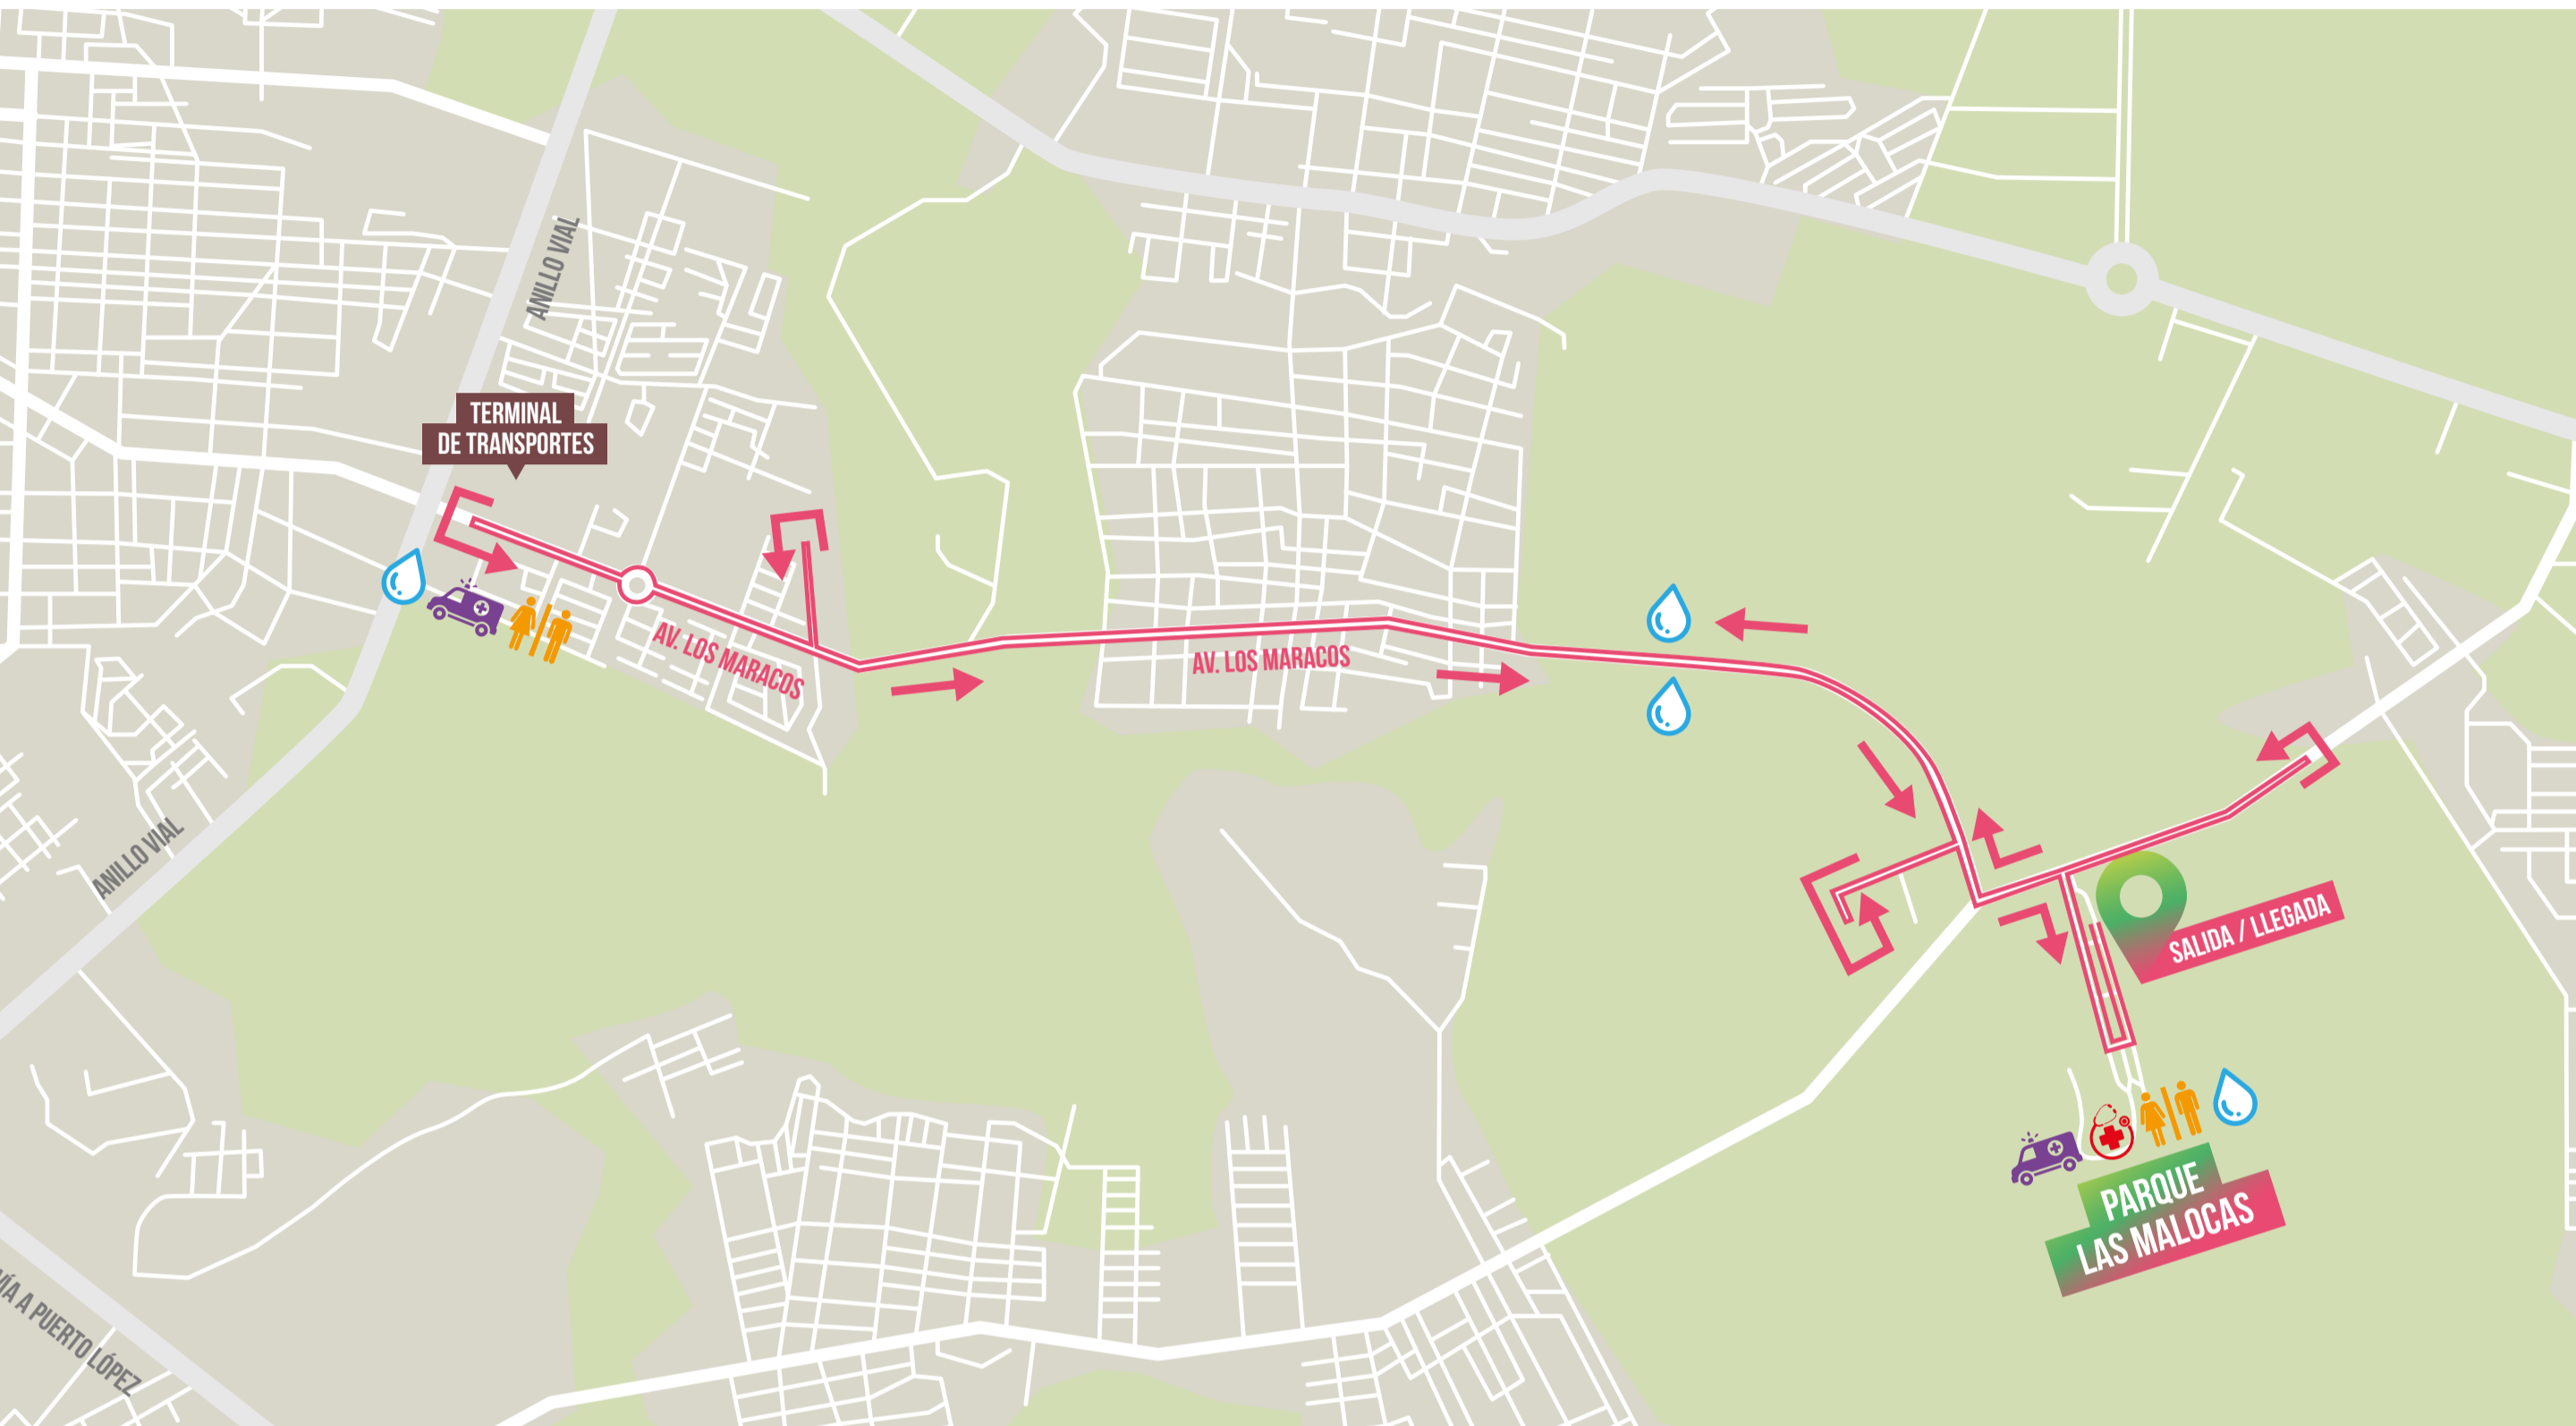 ANILLO VIAL
TERMINAL
DE TRANSPORTES
AV. LOS MARACOS
AV. LOS MARACOS
ANILLO VIAL
SALIDA / LLEGADA
PARQUE
LAS MALOCAS
VÍA A PUERTO LÓPEZ